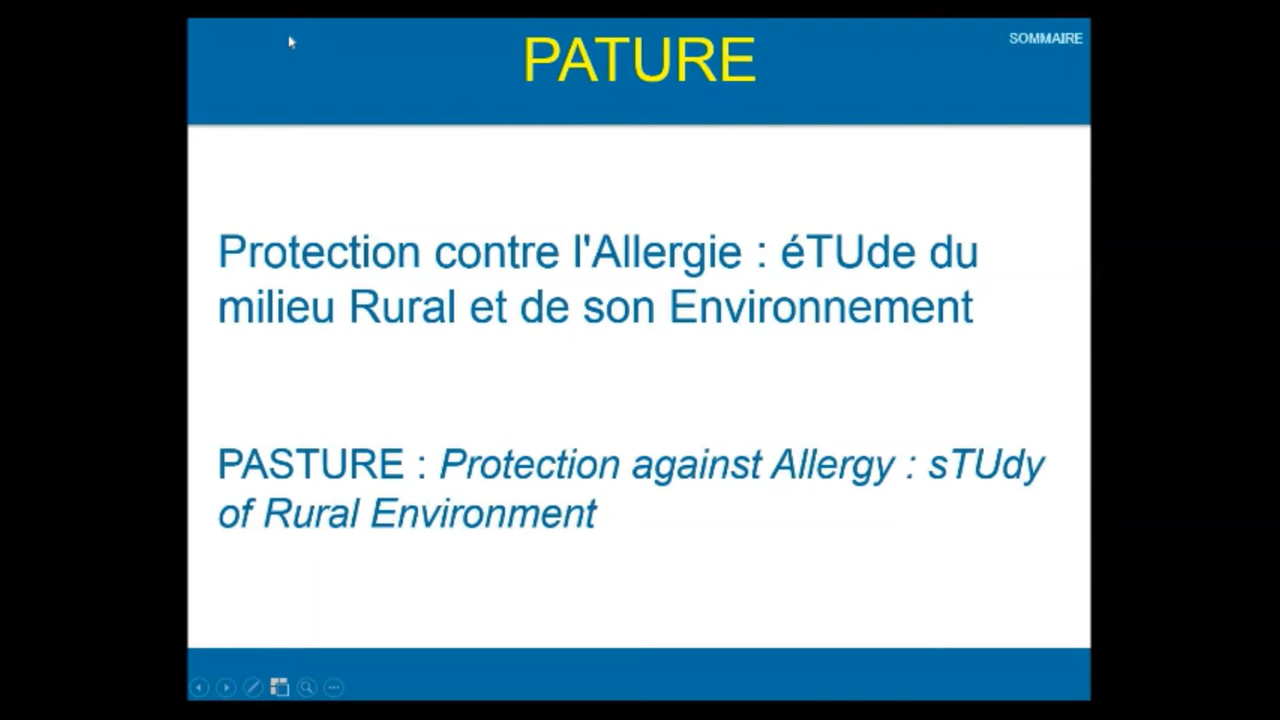 PATURE
SOMMAIRE
Protection contre l'Allergie : éTUde du
milieu Rural et de son Environnement
PASTURE : Protection against Allergy : sTUdy
of Rural Environment